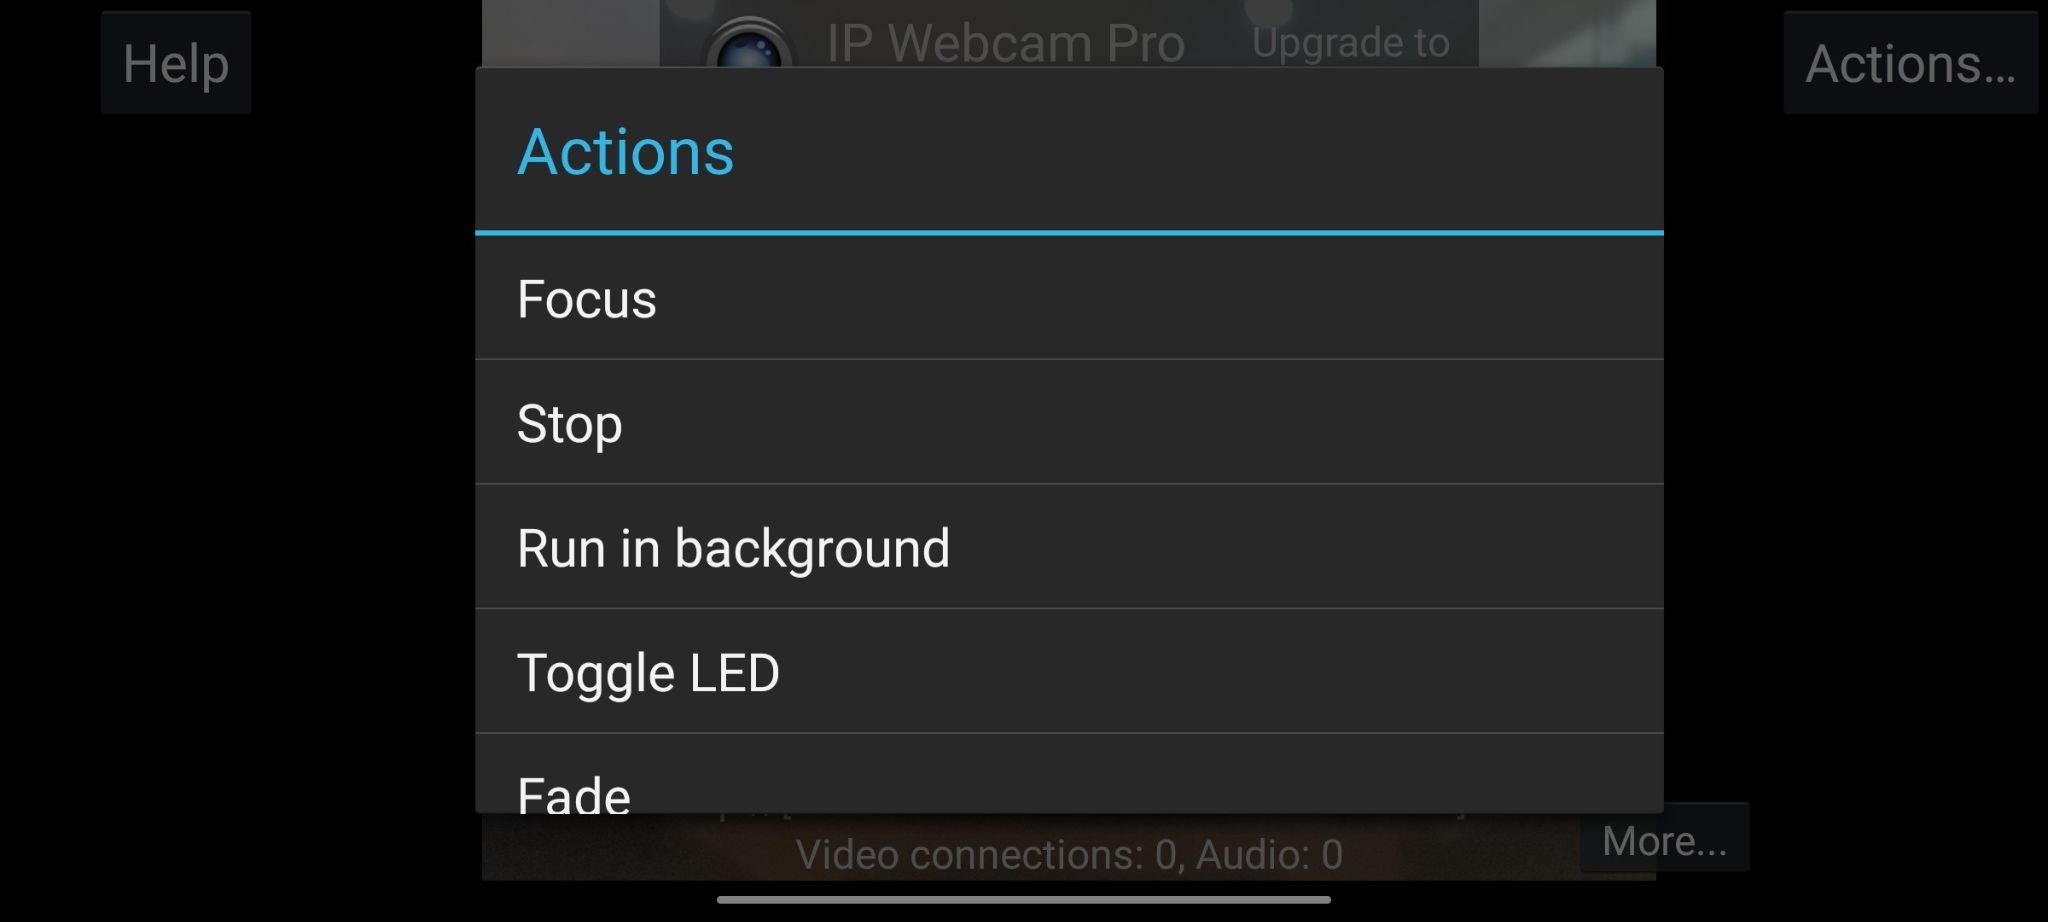 Help
IP Webcam Pro
Upgrade to
Actions...
Actions
Focus
Stop
Run in background
Toggle LED
Fade
Video connections: 0, Audio: 0
More...